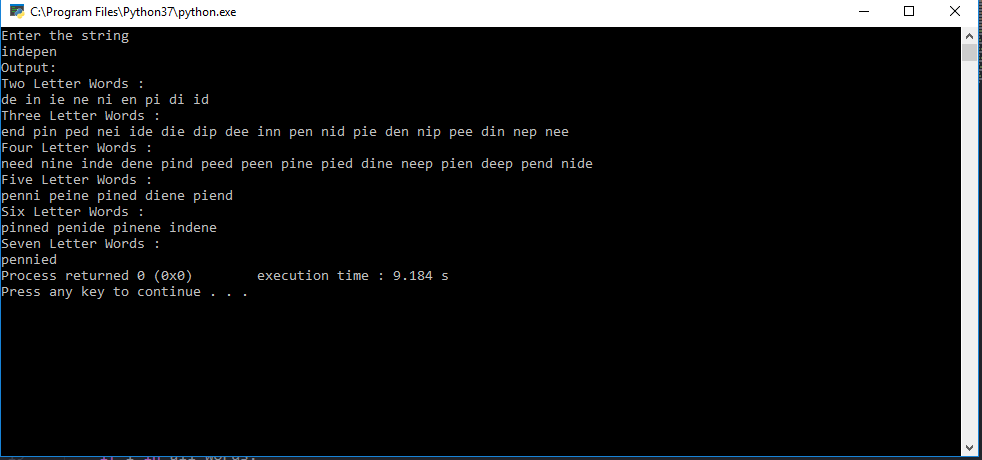 C:\Program Files\Python37\python.exe
Enter the string
indepen
Output:
Two Letter Words :
de in ie ne ni en pi di id
Three Letter Words :
end pin ped nei ide die dip dee inn pen nid pie den nip pee din nep nee
Four Letter Words :
need nine inde dene pind peed peen pine pied dine neep pien deep pend nide
Five Letter Words :
penni peine pined diene piend
Six Letter Words :
pinned penide pinene indene
Seven Letter Words :
pennied
Process returned 0 (0x0)        execution time : 9.184 s
Press any key to continue . . .